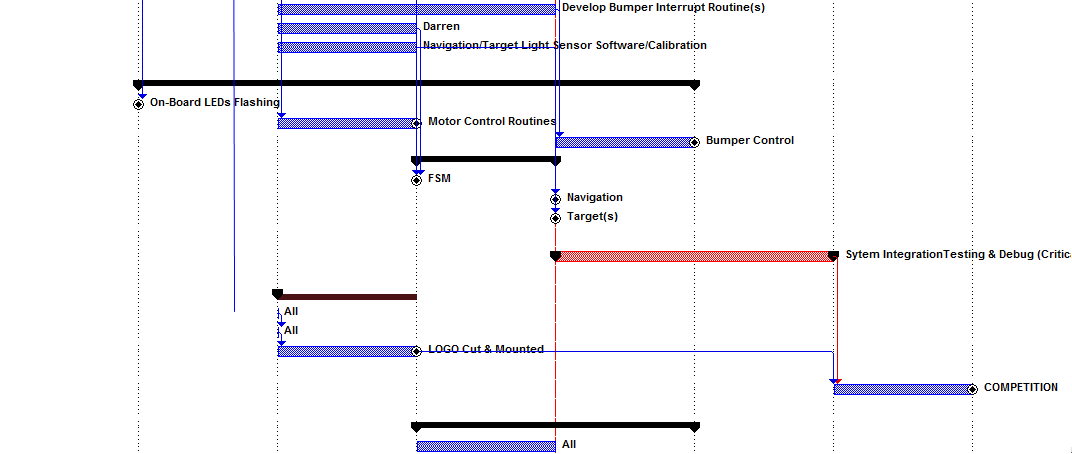 Develop Bumper Interrupt Routine(s)
Darren
Navigation/Target Light Sensor Software/Calibration
On-Board LEDs Flashing
Motor Control Routines
Bumper Control
FSM
Navigation
Target(s)
Sytem IntegrationTesting & Debug (Critic
All
All
LOGO Cut & Mounted
COMPETITION
All